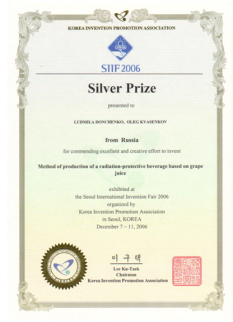 KOREA INVENTION PROMOTION ASSOCIATION
SIIF 2006
Silver Prize
presented to
LUDMILA DONCHENKO, OLEG KVASENKOV
from Russia
for commending excellent and creative effort to invent
Method of production of a radiation-protective beverage based on grape
juice
exhibited at
the Seoul International Invention Fair 2006
organized by
Korea Invention Promotion Association
in Seoul, KOREA
December 7 – 11, 2006
이 구 택
Lee Ku-Taek
Chairman
Korea Invention Promotion Association